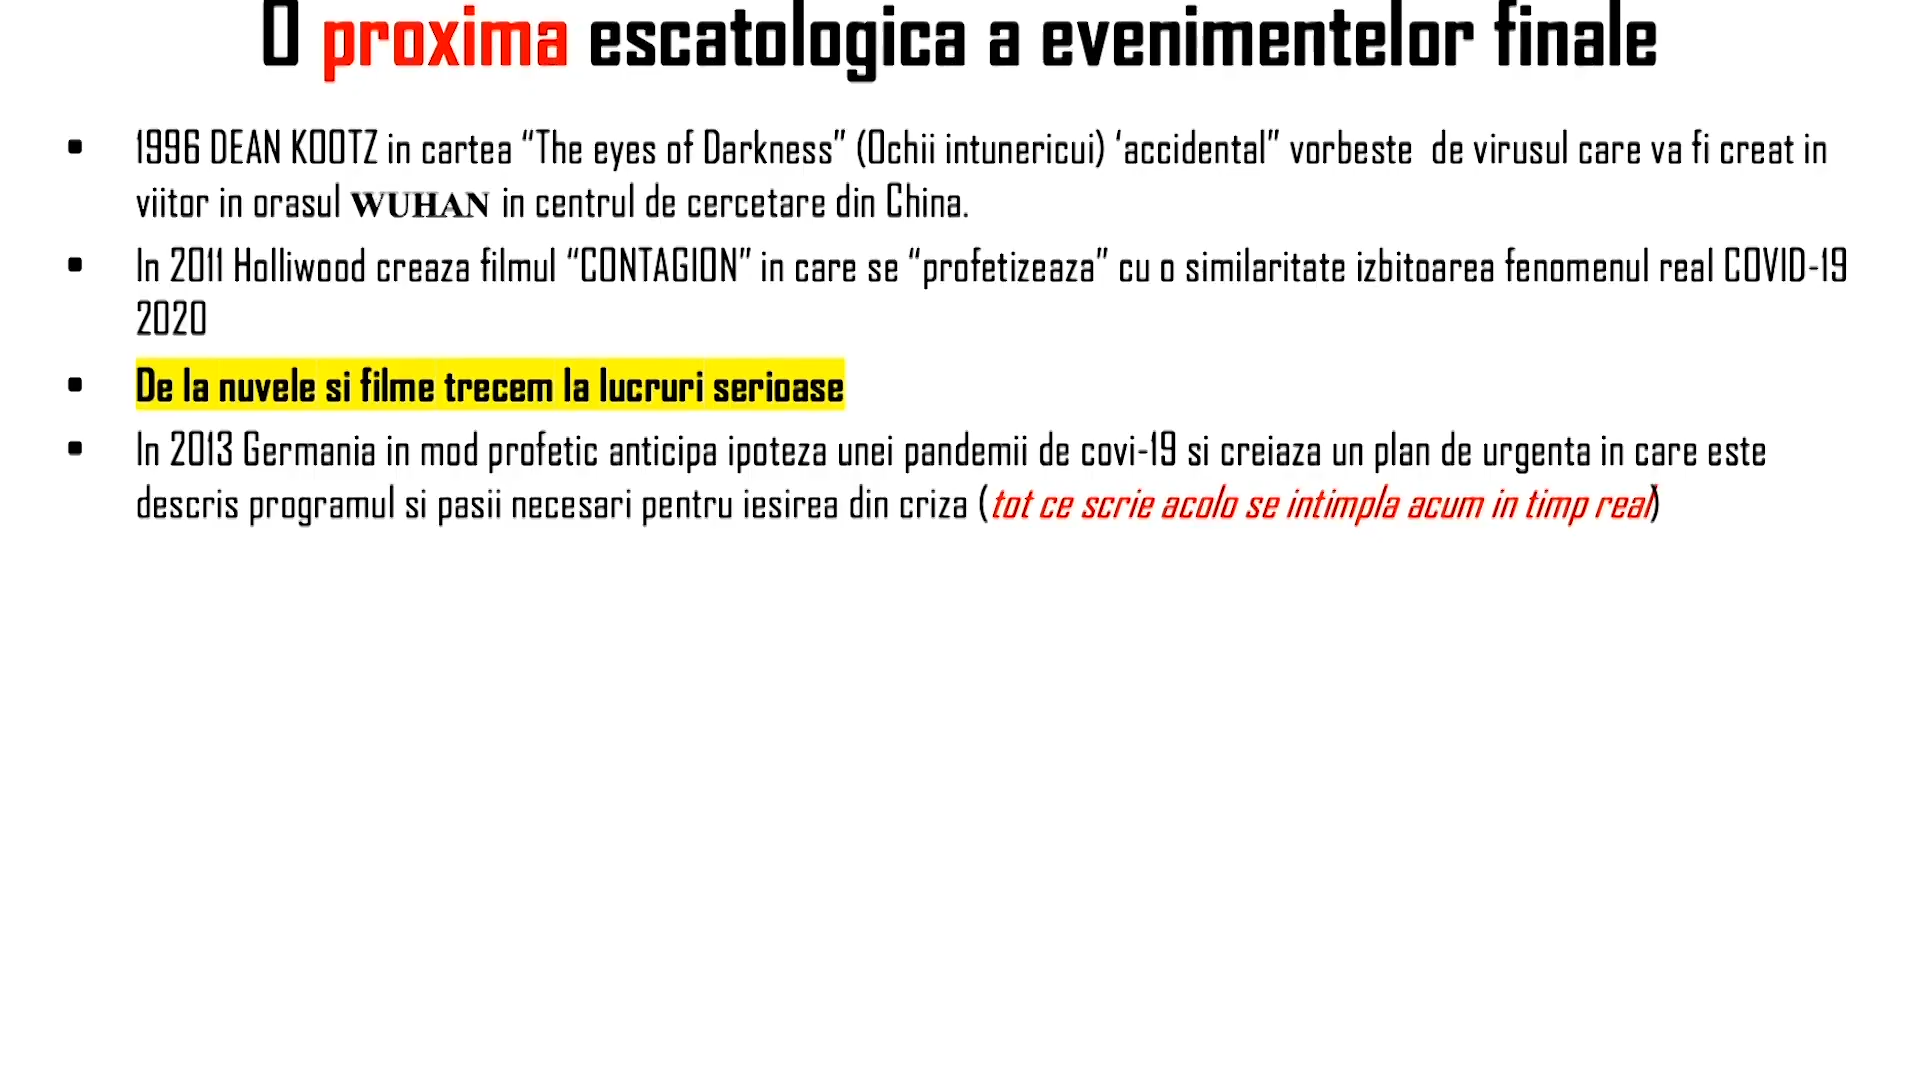 O proxima escatologica a evenimentelor finale
▪ 1996 DEAN KOOTZ in cartea “The eyes of Darkness” (Ochii intunericui) ‘accidental” vorbeste de virusul care va fi creat in
viitor in orasul WUHAN in centrul de cercetare din China.
▪ In 2011 Holliwood creaza filmul “CONTAGION” in care se “profetizeaza” cu o similaritate izbitoarea fenomenul real COVID-19
2020
▪ De la nuvele si filme trecem la lucruri serioase
▪ In 2013 Germania in mod profetic anticipa ipoteza unei pandemii de covi-19 si creiaza un plan de urgenta in care este
descris programul si pasii necesari pentru iesirea din criza (tot ce scrie acolo se intimpla acum in timp real)